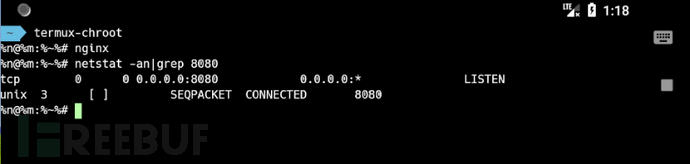 LTE 1:18
~ termux-chroot
%n@%m:%~%# nginx
%n@%m:%~%# netstat -an|grep 8080
tcp 0 0 0.0.0.0:8080 0.0.0.0:* LISTEN
unix 3 [ ] SEQPACKET CONNECTED 8080
%n@%m:%~%#
FREEBUF